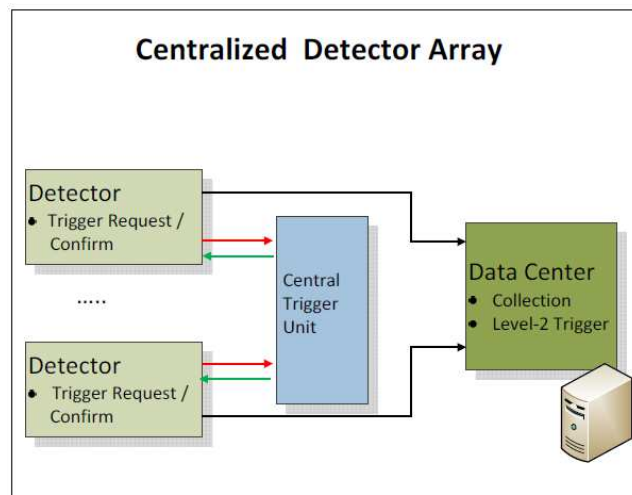 Centralized Detector Array
Detector
● Trigger Request /
Confirm
.....
Detector
● Trigger Request /
Confirm
Central
Trigger
Unit
Data Center
● Collection
● Level-2 Trigger